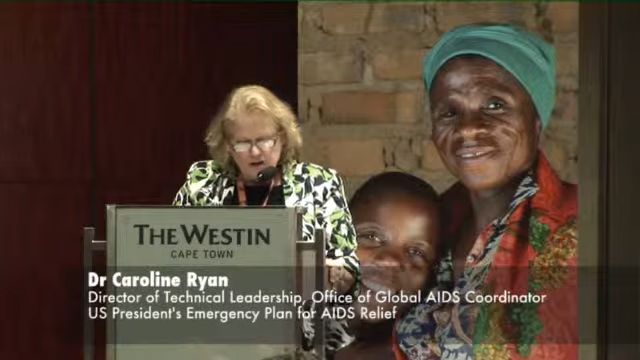 THE WESTIN
CAPE TOWN
Dr Caroline Ryan
Director of Technical Leadership, Office of Global AIDS Coordinator
US President's Emergency Plan for AIDS Relief